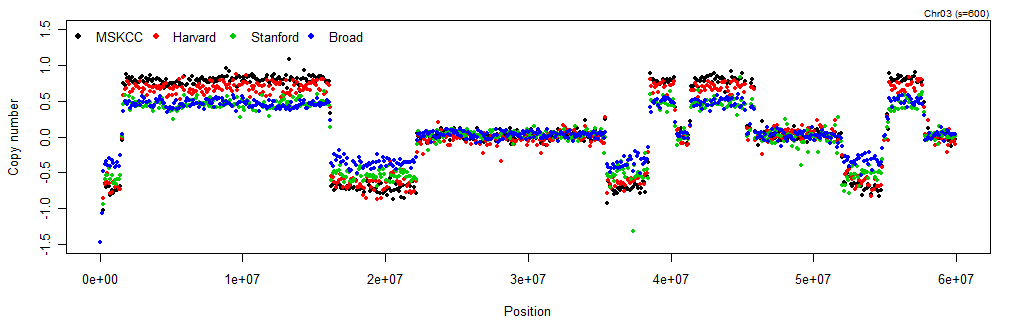 Chr03 (s=600)
MSKCC Harvard Stanford Broad
Copy number
1.5
1.0
0.5
0.0
-0.5
-1.0
-1.5
0e+00 1e+07 2e+07 3e+07 4e+07 5e+07 6e+07
Position